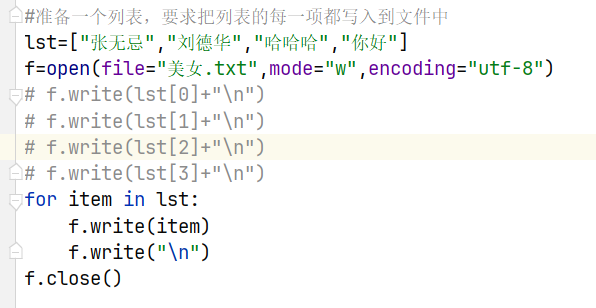 #准备一个列表，要求把列表的每一项都写入到文件中
lst=["张无忌","刘德华","哈哈哈","你好"]
f=open(file="美女.txt",mode="w",encoding="utf-8")
# f.write(lst[0]+"\n")
# f.write(lst[1]+"\n")
# f.write(lst[2]+"\n")
# f.write(lst[3]+"\n")
for item in lst:
    f.write(item)
    f.write("\n")
f.close()